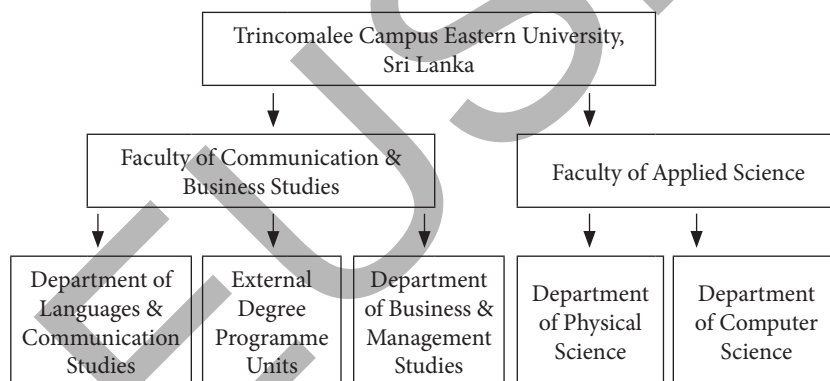 Trincomalee Campus Eastern University,
Sri Lanka
Faculty of Communication &
Business Studies
Faculty of Applied Science
Department of
Languages &
Communication
Studies
External
Degree
Programme
Units
Department
of Business &
Management
Studies
Department
of Physical
Science
Department
of Computer
Science